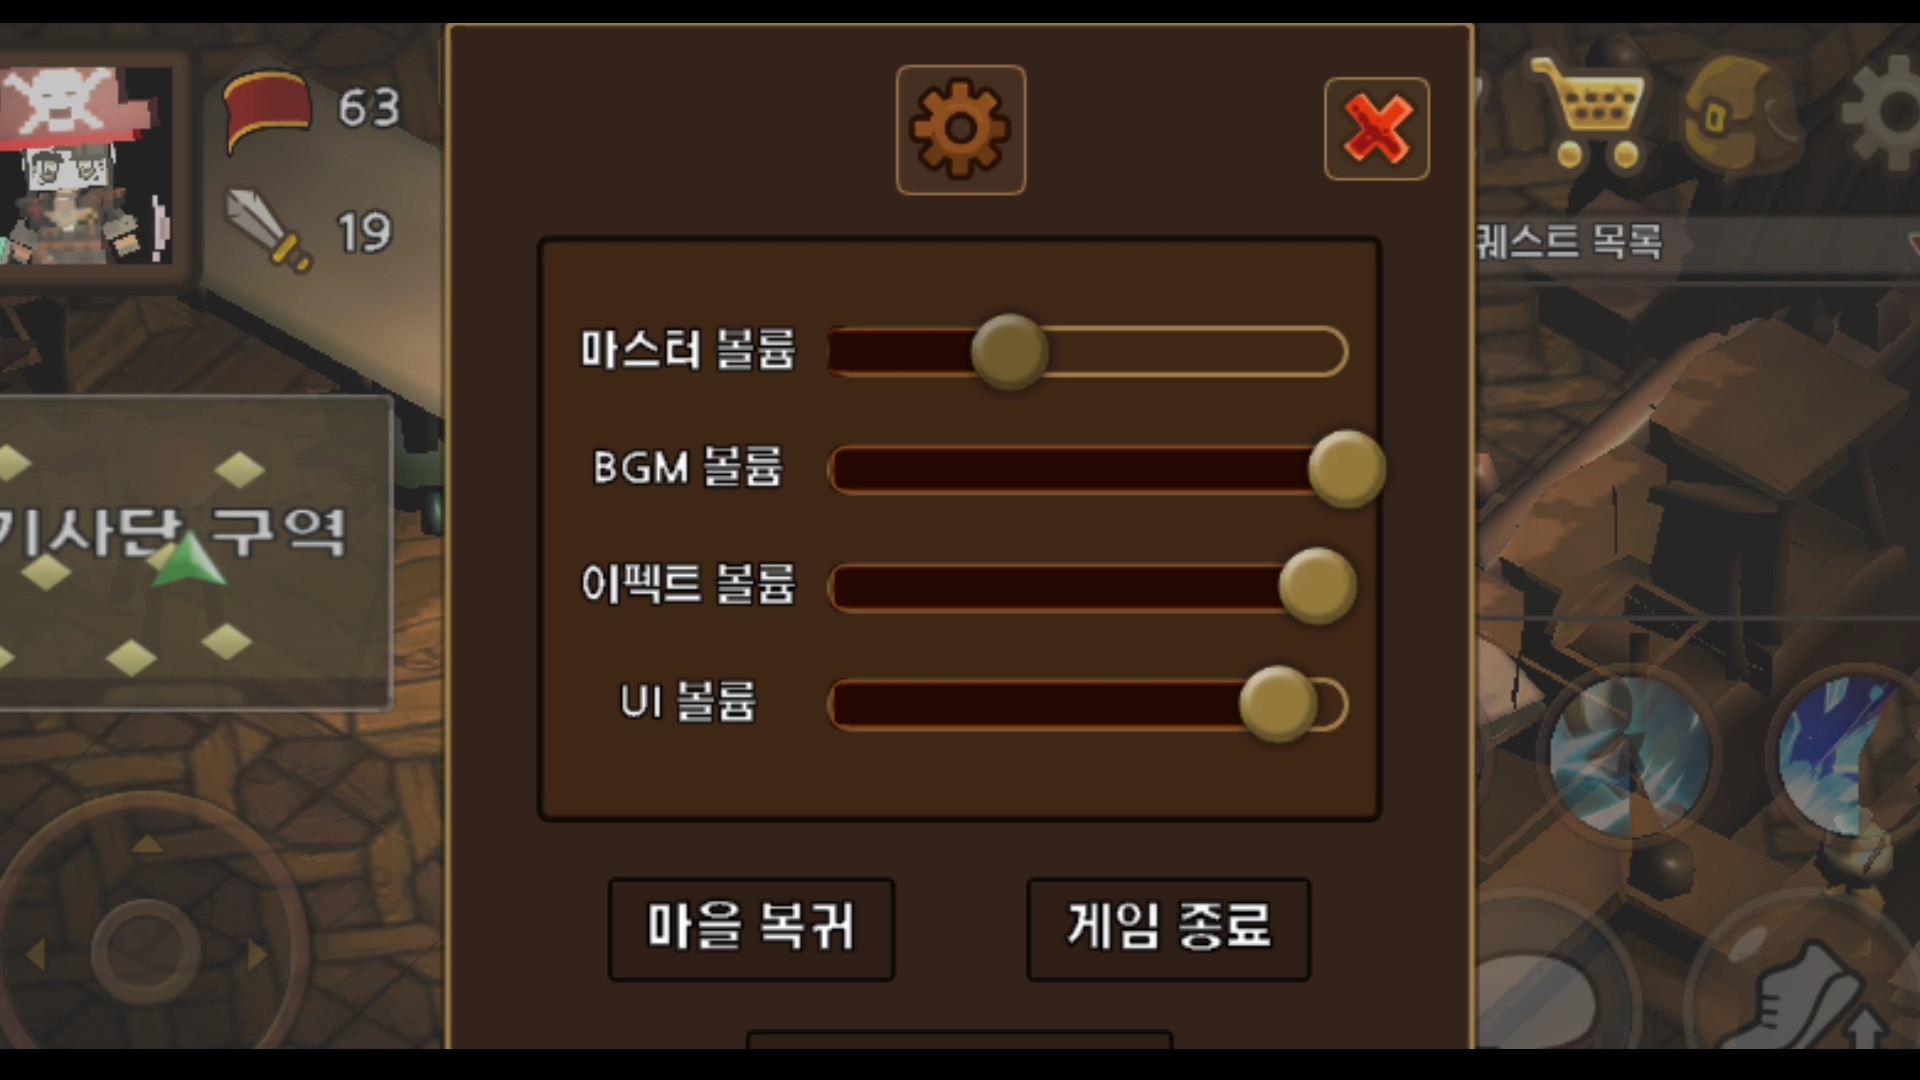 63
19
퀘스트 목록
기사단 구역
마스터 볼륨
BGM 볼륨
이펙트 볼륨
UI 볼륨
마을 복귀
게임 종료